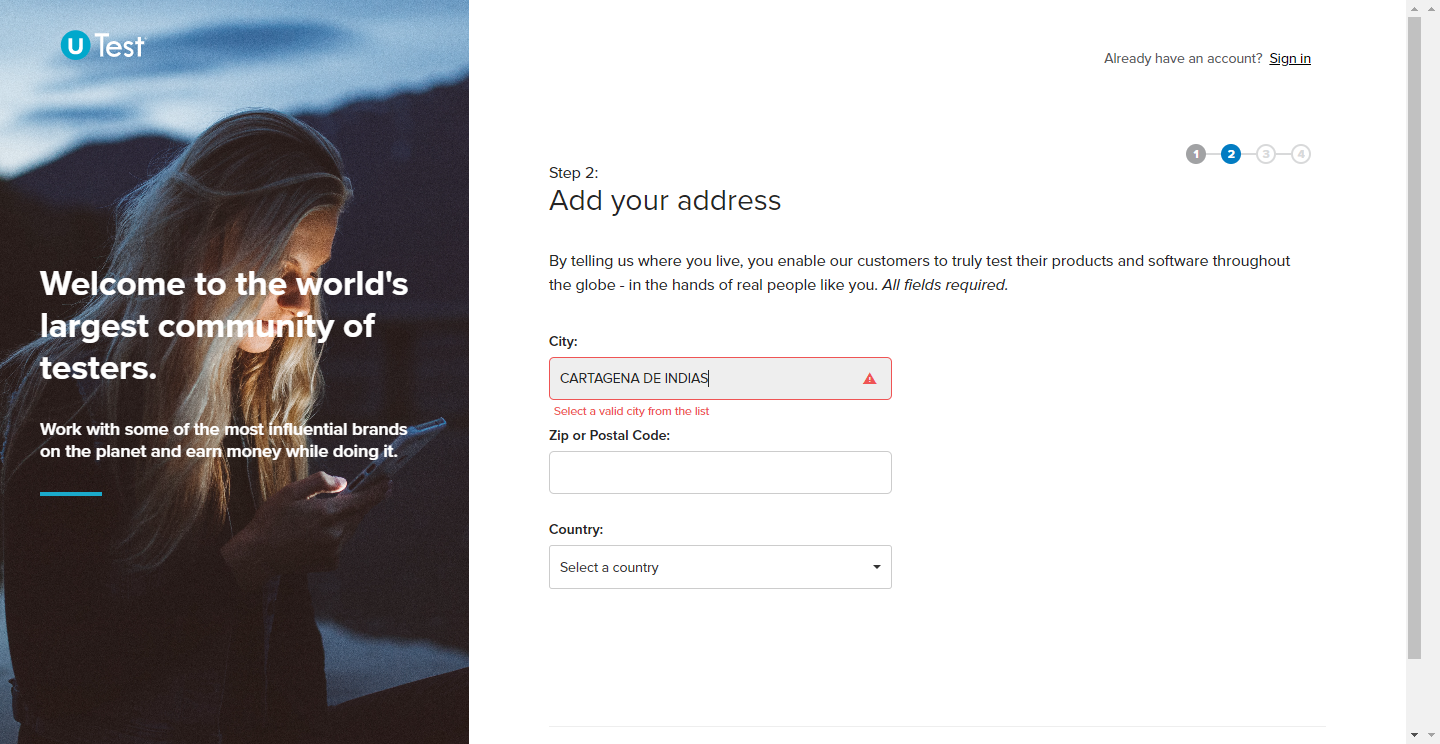 U Test
Already have an account? Sign in
1 2 3 4
Step 2:
Add your address
By telling us where you live, you enable our customers to truly test their products and software throughout
the globe - in the hands of real people like you. All fields required.
Welcome to the world's
largest community of
testers.
Work with some of the most influential brands
on the planet and earn money while doing it.
City:
CARTAGENA DE INDIAS
Select a valid city from the list
Zip or Postal Code:
Country:
Select a country